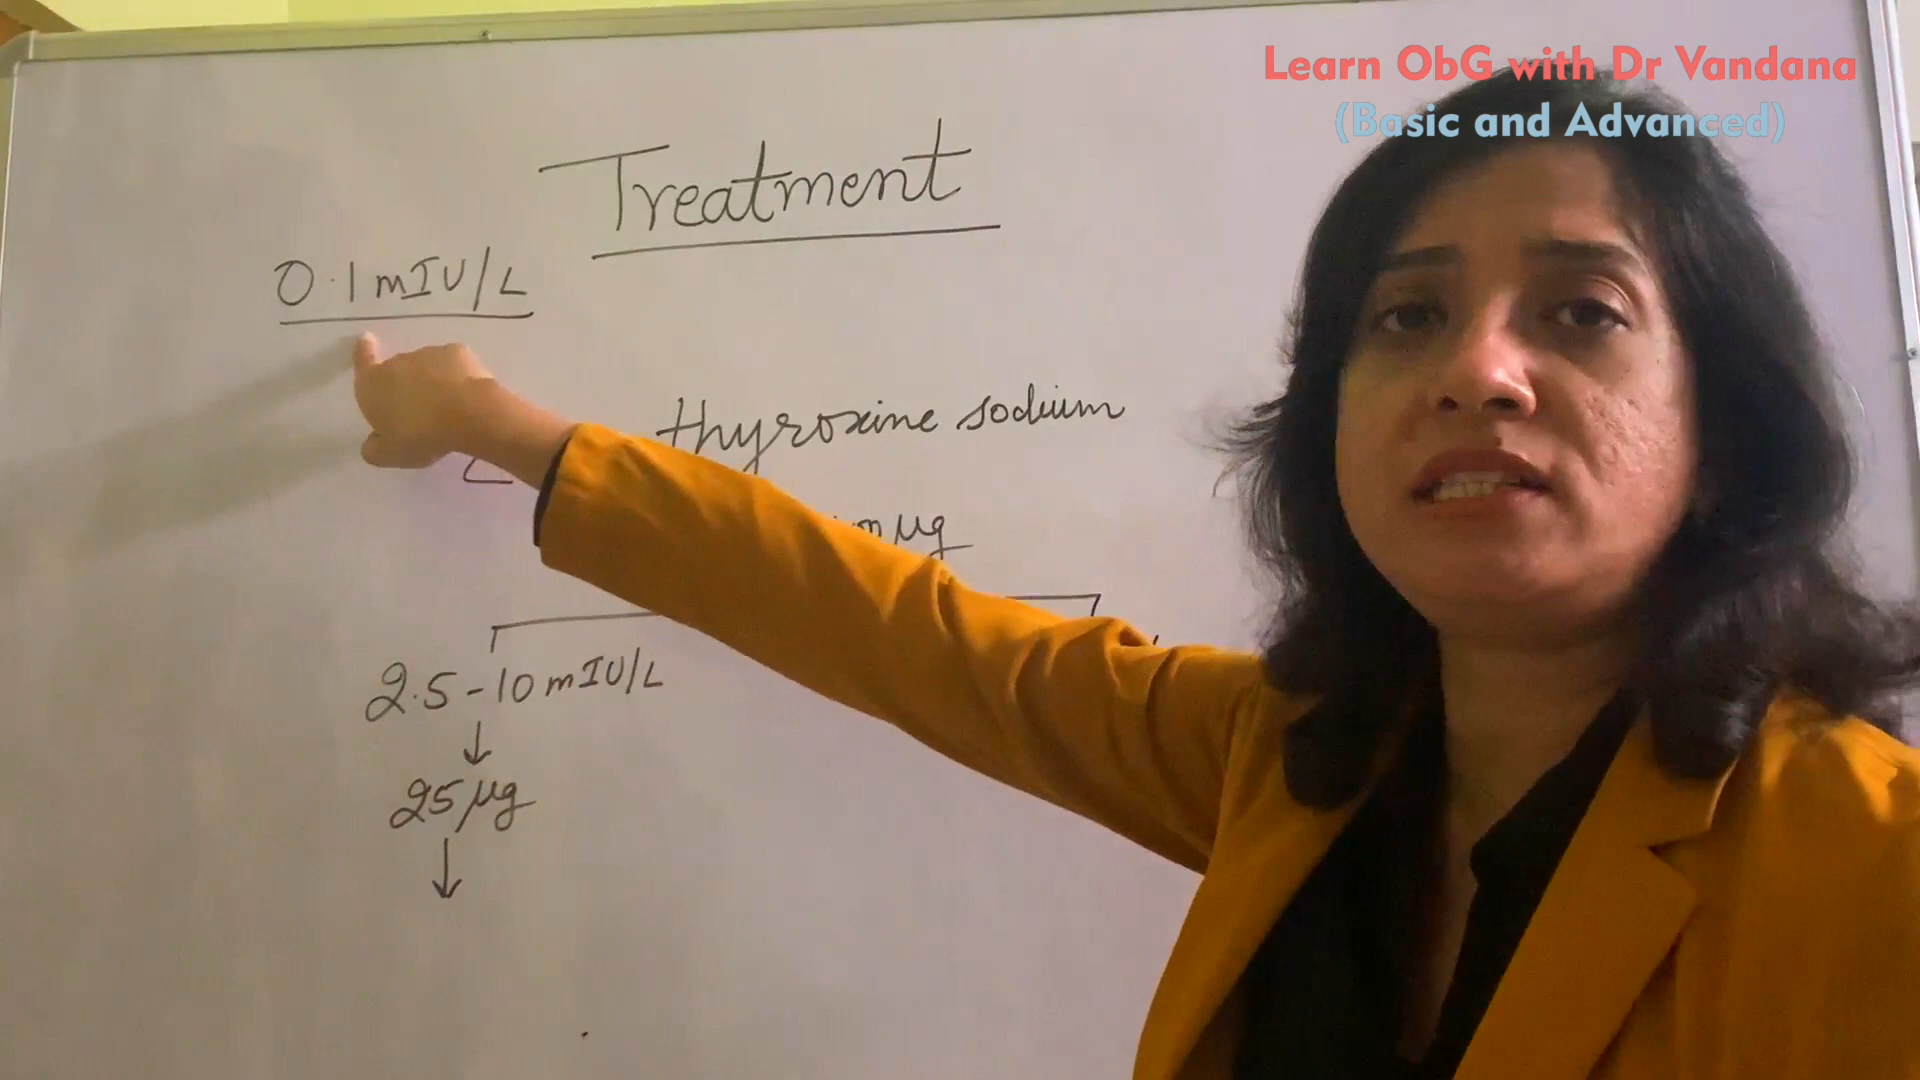 Learn ObG with Dr Vandana
(Basic and Advanced)
Treatment
0.1 mIU/L
thyroxine sodium
µg
2.5-10 mIU/L
↓
25 µg
↓